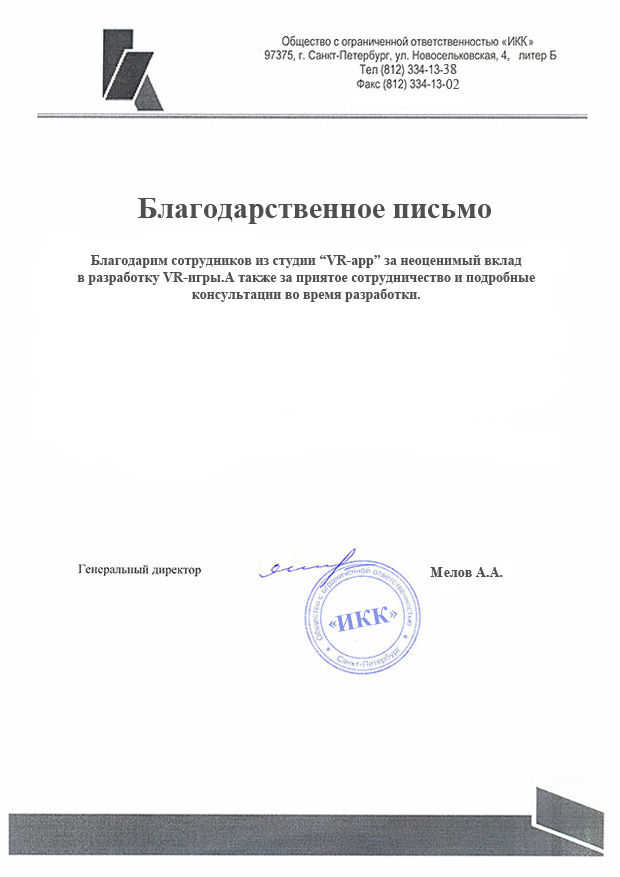 Общество с ограниченной ответственностью «ИКК»
97375, г. Санкт-Петербург, ул. Новосельковская, 4, литер Б
Тел (812) 334-13-38
Факс (812) 334-13-02
Благодарственное письмо
Благодарим сотрудников из студии “VR-app” за неоценимый вклад
в разработку VR-игры.А также за приятое сотрудничество и подробные
консультации во время разработки.
Генеральный директор
Мелов А.А.
Общество с ограниченной ответственностью
«ИКК»
Санкт-Петербург